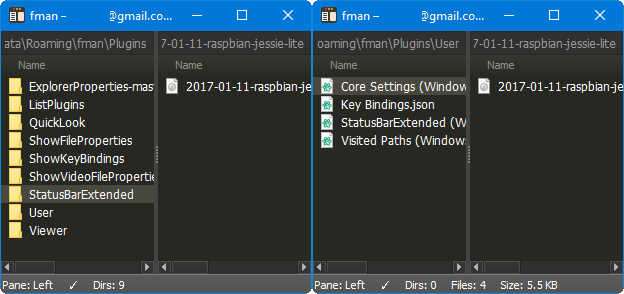 fman – @gmail.co...
ata\Roaming\fman\Plugins
7-01-11-raspbian-jessie-lite
Name
Name
ExplorerProperties-mas
2017-01-11-raspbian-je
ListPlugins
QuickLook
ShowFileProperties
ShowKeyBindings
ShowVideoFilePropertie
StatusBarExtended
User
Viewer
Pane: Left ✓ Dirs: 9
fman – @gmail.co...
oaming\fman\Plugins\User
7-01-11-raspbian-jessie-lite
Name
Name
Core Settings (Window
2017-01-11-raspbian-je
Key Bindings.json
StatusBarExtended (W
Visited Paths (Window
Pane: Left ✓ Dirs: 0 Files: 4 Size: 5.5 KB